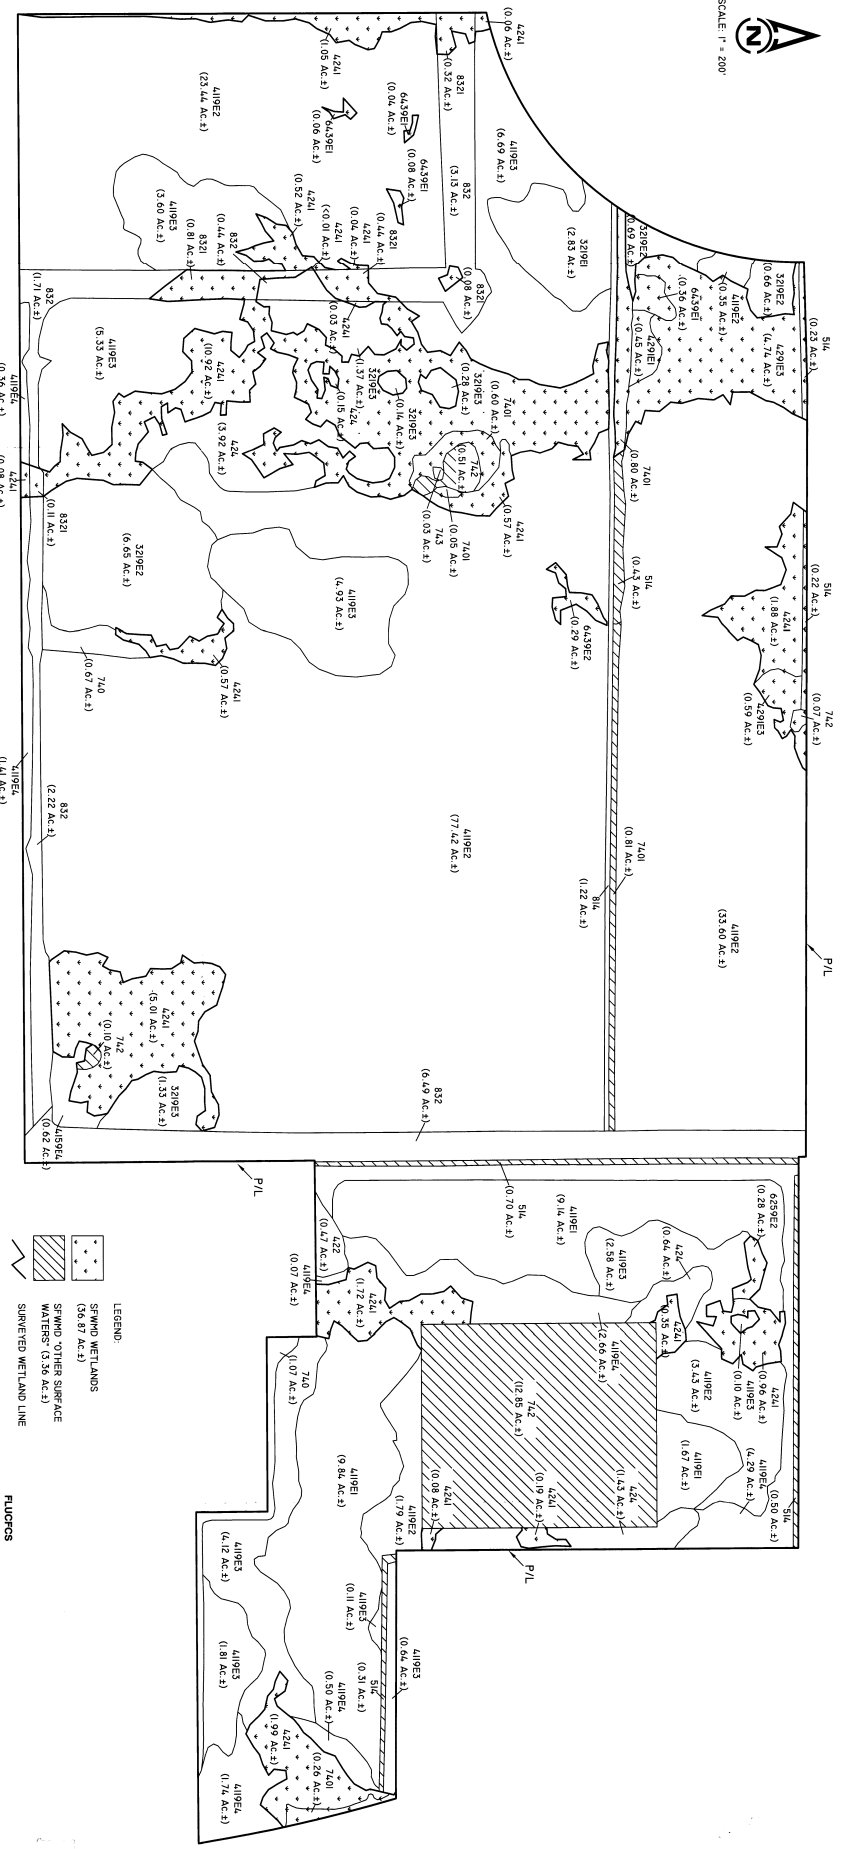 SCALE: 1" = 200'
N
4241
(0.06 Ac.±)
4241
(1.05 Ac.±)
8321
(0.32 Ac.±)
4119E2
(23.44 Ac.±)
6439E1
(0.04 Ac.±)
6439E1
(0.06 Ac.±)
6439E1
(0.08 Ac.±)
832
(3.13 Ac.±)
4119E3
(6.69 Ac.±)
3219E1
(2.83 Ac.±)
4119E3
(3.60 Ac.±)
8321
(0.81 Ac.±)
832
(0.44 Ac.±)
4241
(0.52 Ac.±)
4241
(<0.01 Ac.±)
4241
(0.04 Ac.±)
8321
(0.44 Ac.±)
8321
(0.08 Ac.±)
4241
(0.03 Ac.±)
3219E2
(0.69 Ac.±)
6439E1
(0.36 Ac.±)
4119E2
(0.35 Ac.±)
3219E2
(0.66 Ac.±)
4291E1
(0.45 Ac.±)
4291E3
(4.74 Ac.±)
514
(0.23 Ac.±)
832
(1.71 Ac.±)
4119E3
(5.33 Ac.±)
4119E4
4241
4241
(10.92 Ac.±)
424
(3.92 Ac.±)
3219E3
(1.37 Ac.±)
424
(0.15 Ac.±)
3219E3
(0.14 Ac.±)
3219E3
(0.28 Ac.±)
7401
(0.60 Ac.±)
742
(0.51 Ac.±)
7401
(0.05 Ac.±)
743
(0.03 Ac.±)
4241
(0.57 Ac.±)
7401
(0.80 Ac.±)
514
(0.43 Ac.±)
8321
(0.11 Ac.±)
3219E2
(6.65 Ac.±)
4119E3
(4.93 Ac.±)
6439E2
(0.29 Ac.±)
514
(0.22 Ac.±)
4241
(1.88 Ac.±)
4291E3
(0.59 Ac.±)
742
(0.07 Ac.±)
740
(0.67 Ac.±)
4241
(0.57 Ac.±)
4119E4
(1.41 Ac.±)
832
(2.22 Ac.±)
4119E2
(77.42 Ac.±)
814
(1.22 Ac.±)
7401
(0.81 Ac.±)
4119E2
(33.60 Ac.±)
P/L
4241
(5.01 Ac.±)
742
(0.10 Ac.±)
3219E3
(1.33 Ac.±)
4159E4
(0.62 Ac.±)
832
(6.49 Ac.±)
P/L
514
(0.70 Ac.±)
4119E1
(9.14 Ac.±)
4119E3
(2.58 Ac.±)
424
(0.64 Ac.±)
6259E2
(0.28 Ac.±)
422
(0.47 Ac.±)
4119E4
(0.07 Ac.±)
4241
(1.72 Ac.±)
4119E4
(2.66 Ac.±)
4241
(0.35 Ac.±)
4119E2
(3.43 Ac.±)
4119E3
(0.10 Ac.±)
4241
(0.96 Ac.±)
742
(12.85 Ac.±)
4119E1
(1.67 Ac.±)
4119E4
(4.29 Ac.±)
514
(0.50 Ac.±)
424
(1.43 Ac.±)
4241
(0.19 Ac.±)
4241
(0.08 Ac.±)
4119E2
(1.79 Ac.±)
P/L
740
(1.07 Ac.±)
4119E1
(9.84 Ac.±)
4119E3
(4.12 Ac.±)
4119E3
(0.11 Ac.±)
4119E3
(0.64 Ac.±)
514
(0.31 Ac.±)
4119E3
(1.81 Ac.±)
4119E4
(0.50 Ac.±)
4241
(1.99 Ac.±)
7401
(0.26 Ac.±)
4119E4
(1.74 Ac.±)
LEGEND:
SFWMD WETLANDS
(36.87 Ac.±)
SFWMD "OTHER SURFACE
WATERS" (3.36 Ac.±)
SURVEYED WETLAND LINE
FLUCFCS